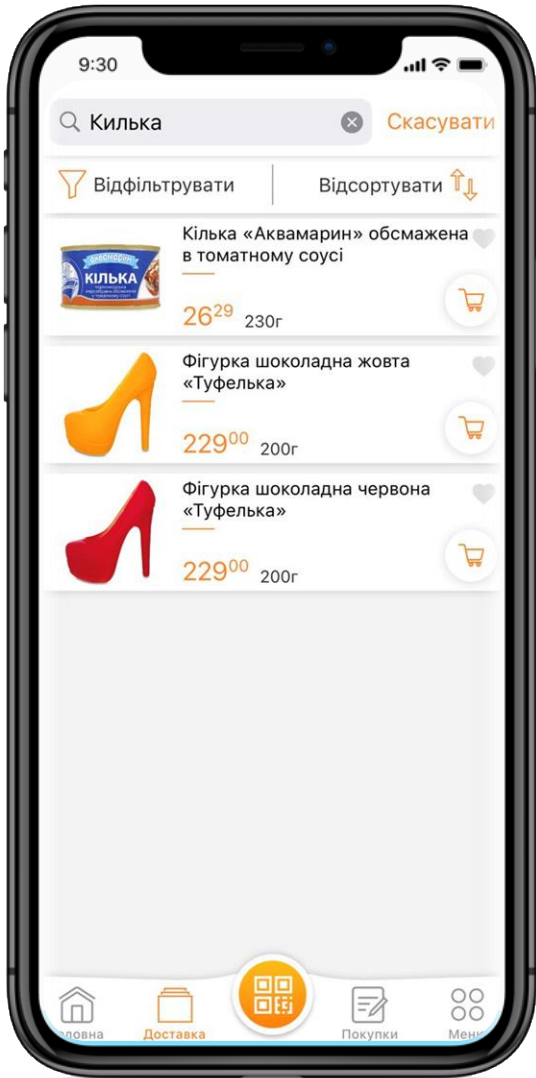 9:30
Килька
Скасувати
Відфільтрувати
Відсортувати
Кілька «Аквамарин» обсмажена
в томатному соусі
26²⁹ 230г
АКВАМАРИН
КІЛЬКА
Фігурка шоколадна жовта
«Туфелька»
229⁰⁰ 200г
Фігурка шоколадна червона
«Туфелька»
229⁰⁰ 200г
Доставка
Покупки